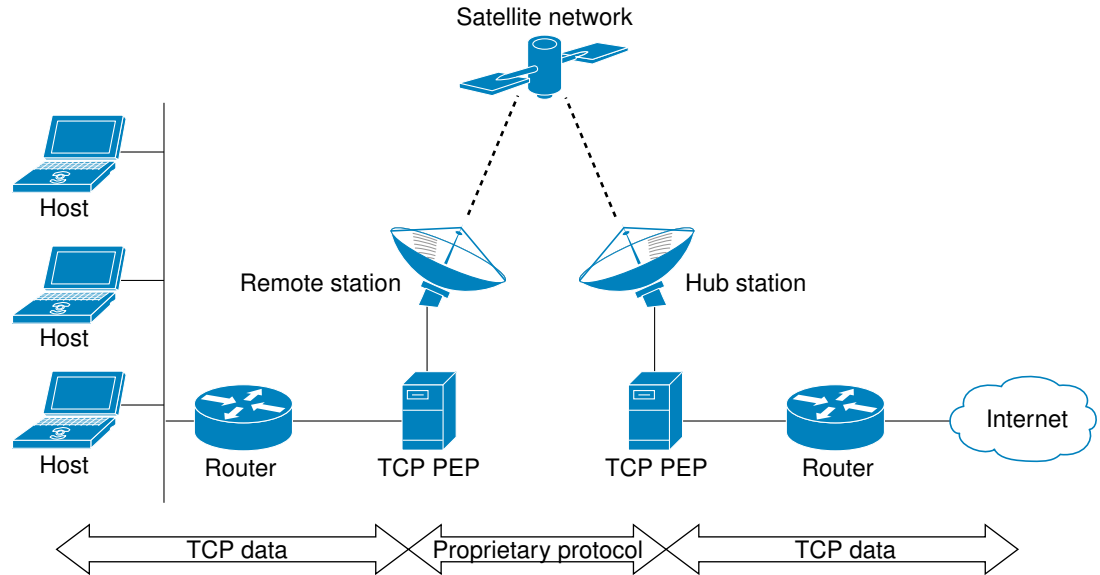 Satellite network
Host
Remote station
Hub station
Host
Internet
Host
Router
TCP PEP
TCP PEP
Router
TCP data
Proprietary protocol
TCP data